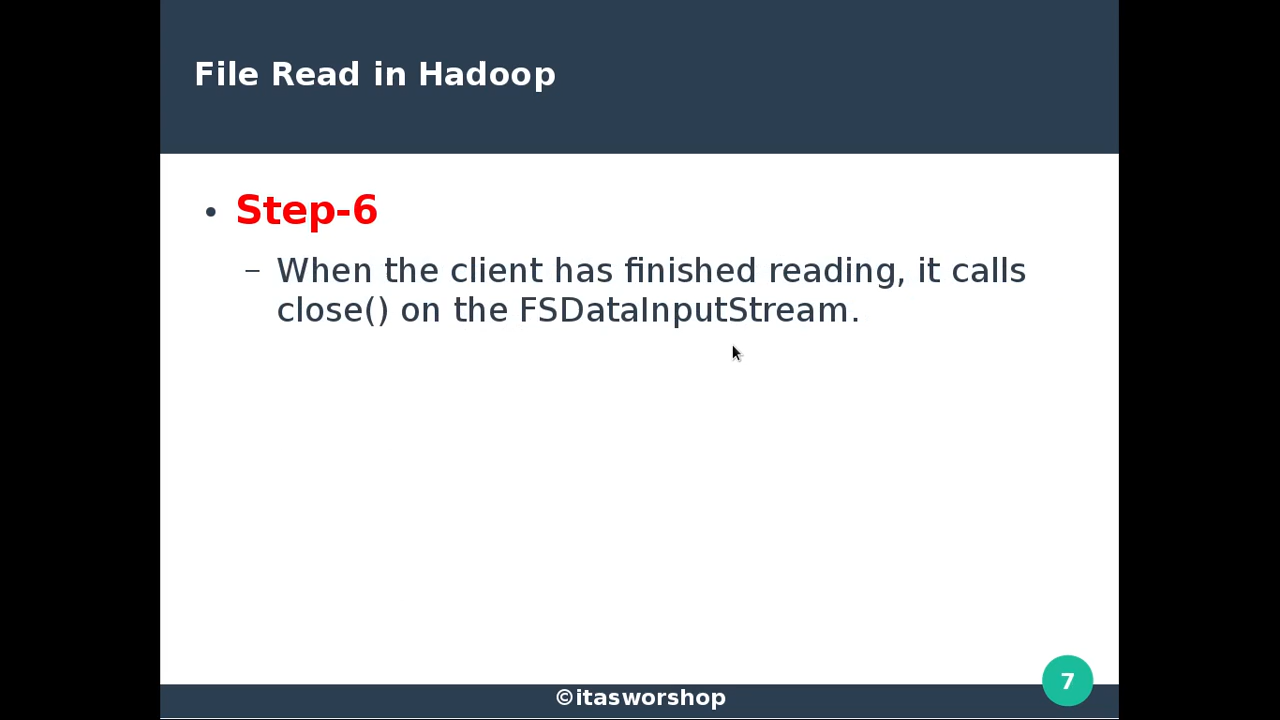 File Read in Hadoop
• Step-6
– When the client has finished reading, it calls
close() on the FSDataInputStream.
7
©itasworshop